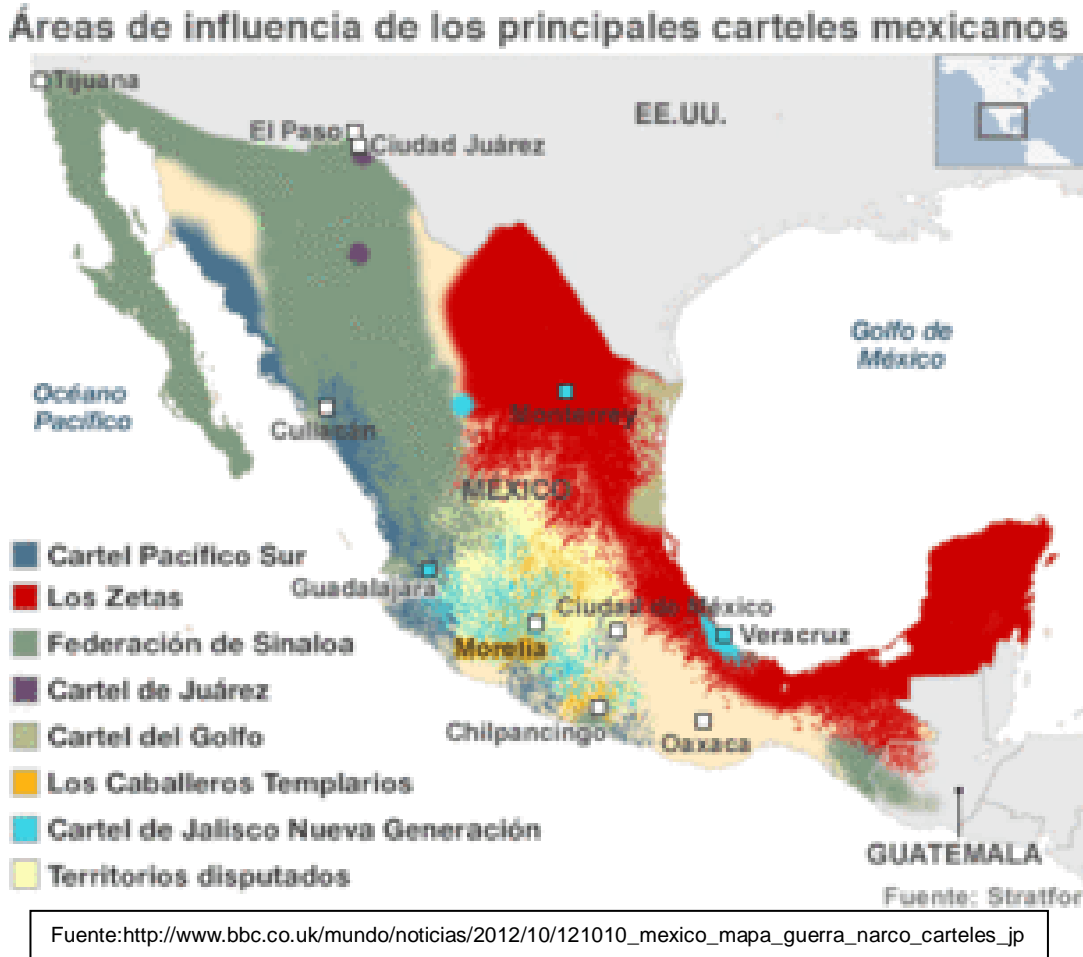 Áreas de influencia de los principales carteles mexicanos
Tijuana
El Paso
Ciudad Juárez
EE.UU.
Golfo de
México
Océano
Pacífico
Culiacán
Monterrey
MÉXICO
Guadalajara
Ciudad de México
Morelia
Veracruz
Chilpancingo
Oaxaca
GUATEMALA
Cartel Pacífico Sur
Los Zetas
Federación de Sinaloa
Cartel de Juárez
Cartel del Golfo
Los Caballeros Templarios
Cartel de Jalisco Nueva Generación
Territorios disputados
Fuente: Stratfor
Fuente:http://www.bbc.co.uk/mundo/noticias/2012/10/121010_mexico_mapa_guerra_narco_carteles_jp